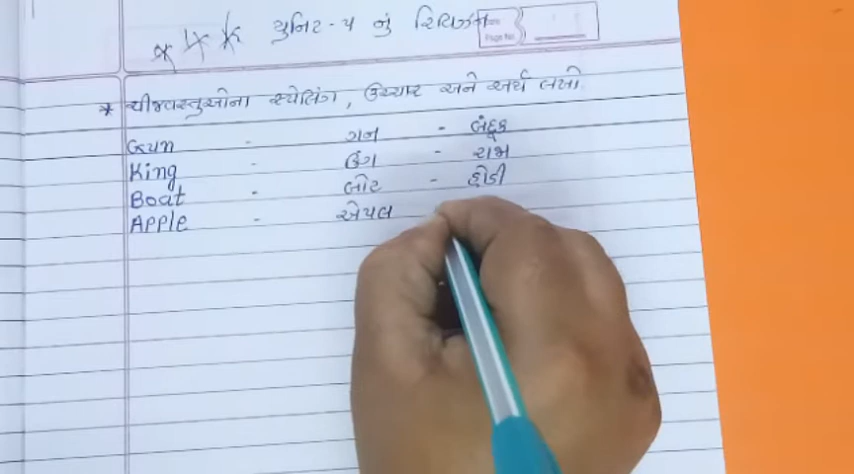 યુનિટ-૫ નું રિવિઝન
Page No.
* ચીજવસ્તુઓના સ્પેલિંગ, ઉચ્ચાર અને અર્થ લખો.
Gun - ગન - બંદૂક
King - કિંગ - રાજા
Boat - બોટ - હોડી
Apple - એપલ